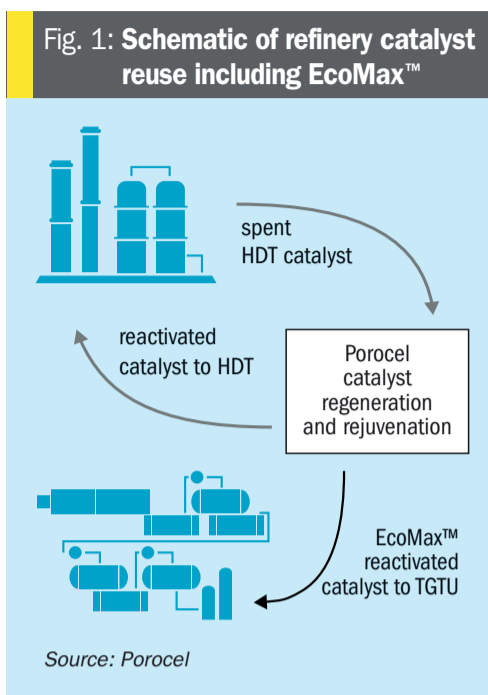 Fig. 1: Schematic of refinery catalyst
reuse including EcoMax™
spent
HDT catalyst
reactivated
catalyst to HDT
Porocel
catalyst
regeneration
and rejuvenation
EcoMax™
reactivated
catalyst to TGTU
Source: Porocel